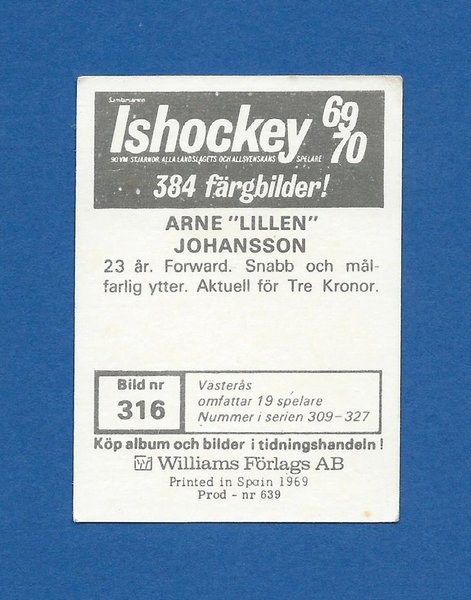 Samlarserien
Ishockey 69
70
90 VM-STJÄRNOR, ALLA LANDSLAGETS OCH ALLSVENSKANS SPELARE
384 färgbilder!
ARNE "LILLEN"
JOHANSSON
23 år. Forward. Snabb och mål-
farlig ytter. Aktuell för Tre Kronor.
Bild nr
316
Västerås
omfattar 19 spelare
Nummer i serien 309-327
Köp album och bilder i tidningshandeln!
Williams Förlags AB
Printed in Spain 1969
Prod - nr 639